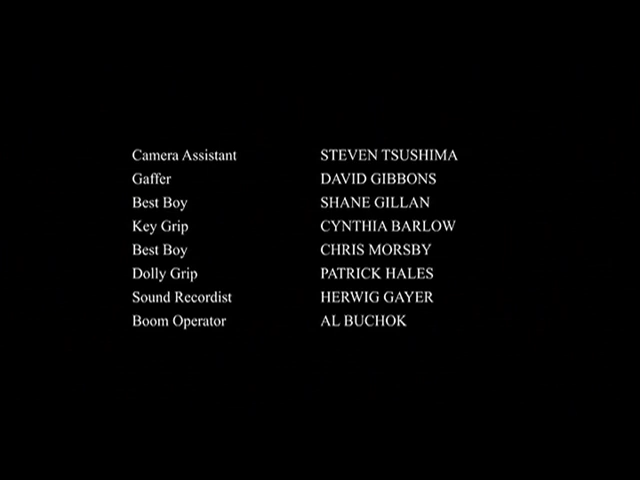 Camera Assistant STEVEN TSUSHIMA
Gaffer DAVID GIBBONS
Best Boy SHANE GILLAN
Key Grip CYNTHIA BARLOW
Best Boy CHRIS MORSBY
Dolly Grip PATRICK HALES
Sound Recordist HERWIG GAYER
Boom Operator AL BUCHOK